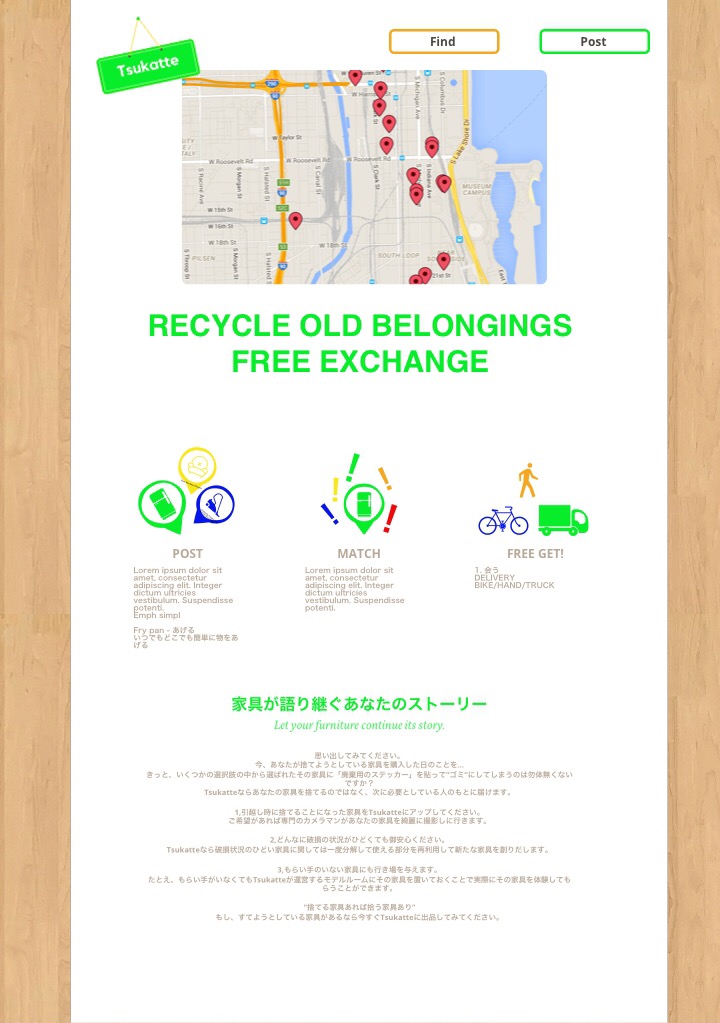 Tsukatte
Find
Post
W Taylor St
W Roosevelt Rd
W Roosevelt Rd
W Roosevelt Rd
S Racine Ave
S Morgan St
S Halsted St
S Canal St
S Clark St
S Michigan Ave
S Columbus Dr
S Lake Shore Dr
S Indiana Ave
MUSEUM
CAMPUS
W 15th St
W 16th St
W 18th St
W 18th St
PILSEN
S Throop St
S Morgan St
S Halsted St
SOUTH LOOP
21st St
RECYCLE OLD BELONGINGS
FREE EXCHANGE
POST
Lorem ipsum dolor sit
amet, consectetur
adipiscing elit. Integer
dictum ultricies
vestibulum. Suspendisse
potenti.
Emph simpl
Fry pan - あげる
いつでもどこでも簡単に物をあ
げる
MATCH
Lorem ipsum dolor sit
amet, consectetur
adipiscing elit. Integer
dictum ultricies
vestibulum. Suspendisse
potenti.
FREE GET!
1. 会う
DELIVERY
BIKE/HAND/TRUCK
家具が語り継ぐあなたのストーリー
Let your furniture continue its story.
思い出してみてください。
今、あなたが捨てようとしている家具を購入した日のことを...
きっと、いくつかの選択肢の中から選ばれたその家具に「廃棄用のステッカー」を貼って"ゴミ"にしてしまうのは勿体無くない
ですか？
Tsukatteならあなたの家具を捨てるのではなく、次に必要としている人のもとに届けます。
1,引越し時に捨てることになった家具をTsukatteにアップしてください。
ご希望があれば専門のカメラマンがあなたの家具を綺麗に撮影しに行きます。
2,どんなに破損の状況がひどくても御安心ください。
Tsukatteなら破損状況のひどい家具に関しては一度分解して使える部分を再利用して新たな家具を創りだします。
3,もらい手のいない家具にも行き場を与えます。
たとえ、もらい手がいなくてもTsukatteが運営するモデルルームにその家具を置いておくことで実際にその家具を体験しても
らうことができます。
"捨てる家具あれば拾う家具あり"
もし、すてようとしている家具があるなら今すぐTsukatteに出品してみてください。